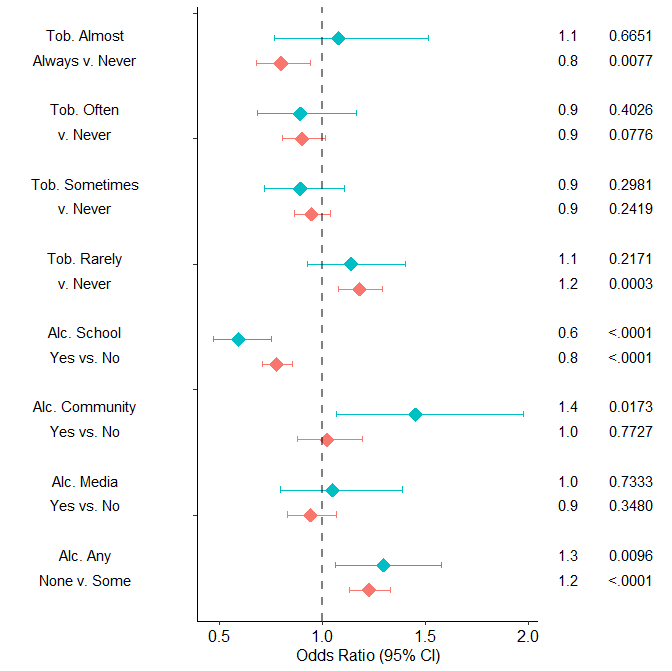 Tob. Almost 1.1 0.6651
Always v. Never 0.8 0.0077
Tob. Often 0.9 0.4026
v. Never 0.9 0.0776
Tob. Sometimes 0.9 0.2981
v. Never 0.9 0.2419
Tob. Rarely 1.1 0.2171
v. Never 1.2 0.0003
Alc. School 0.6 <.0001
Yes vs. No 0.8 <.0001
Alc. Community 1.4 0.0173
Yes vs. No 1.0 0.7727
Alc. Media 1.0 0.7333
Yes vs. No 0.9 0.3480
Alc. Any 1.3 0.0096
None v. Some 1.2 <.0001
0.5 1.0 1.5 2.0
Odds Ratio (95% CI)